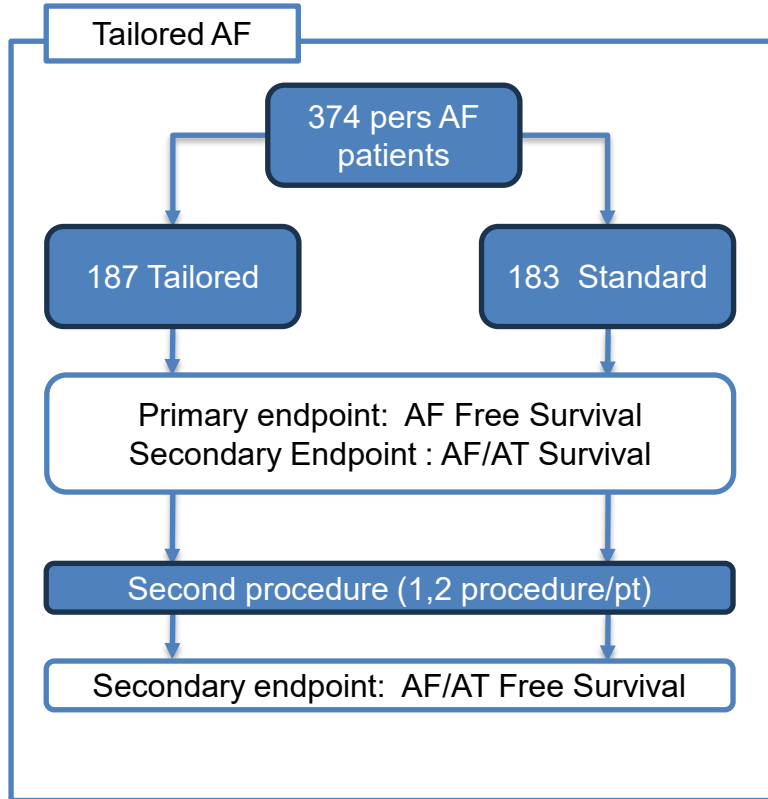 Tailored AF
374 pers AF
patients
187 Tailored
183 Standard
Primary endpoint: AF Free Survival
Secondary Endpoint : AF/AT Survival
Second procedure (1,2 procedure/pt)
Secondary endpoint: AF/AT Free Survival